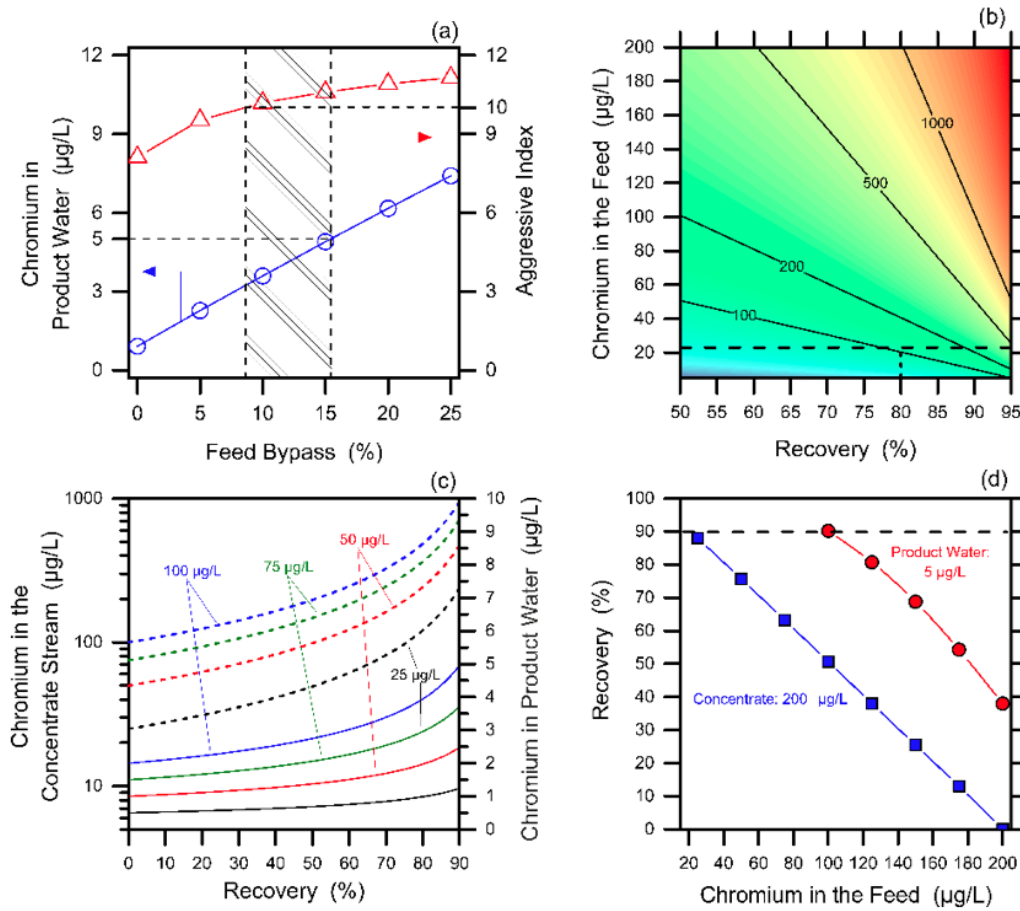 (a)
12
9
6
5
3
0
Chromium in
Product Water (µg/L)
12
10
9
6
3
0
Aggressive Index
0 5 10 15 20 25
Feed Bypass (%)
(b)
200
180
160
140
120
100
80
60
40
20
Chromium in the Feed (µg/L)
1000
500
200
100
50 55 60 65 70 75 80 85 90 95
Recovery (%)
(c)
1000
100
10
Chromium in the
Concentrate Stream (µg/L)
10
9
8
7
6
5
4
3
2
1
0
Chromium in Product Water (µg/L)
100 µg/L
75 µg/L
50 µg/L
25 µg/L
0 10 20 30 40 50 60 70 80 90
Recovery (%)
(d)
100
90
80
70
60
50
40
30
20
10
0
Recovery (%)
Product Water:
5 µg/L
Concentrate: 200 µg/L
20 40 60 80 100 120 140 160 180 200
Chromium in the Feed (µg/L)